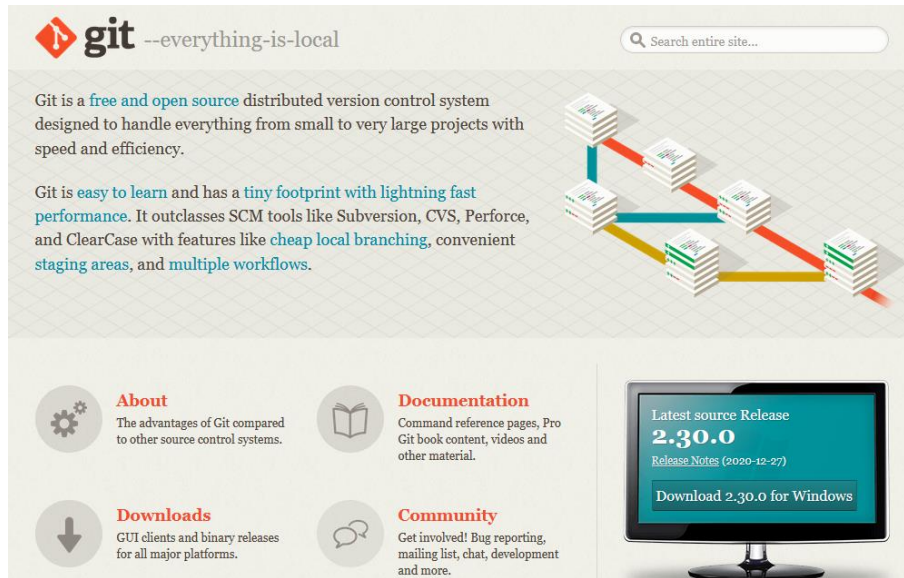 git --everything-is-local
Search entire site...
Git is a free and open source distributed version control system
designed to handle everything from small to very large projects with
speed and efficiency.
Git is easy to learn and has a tiny footprint with lightning fast
performance. It outclasses SCM tools like Subversion, CVS, Perforce,
and ClearCase with features like cheap local branching, convenient
staging areas, and multiple workflows.
About
The advantages of Git compared
to other source control systems.
Documentation
Command reference pages, Pro
Git book content, videos and
other material.
Downloads
GUI clients and binary releases
for all major platforms.
Community
Get involved! Bug reporting,
mailing list, chat, development
and more.
Latest source Release
2.30.0
Release Notes (2020-12-27)
Download 2.30.0 for Windows